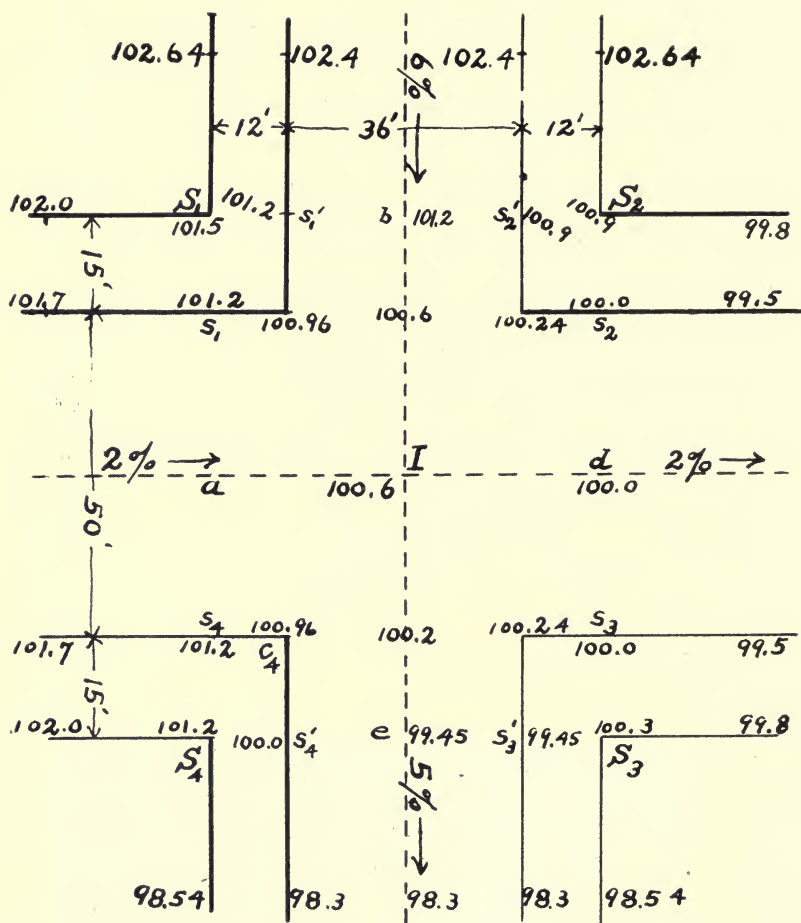 102.64 102.4 6% 102.4 102.64
12' 36' 12'
102.0 S₁ 101.2 s₁' b 101.2 s₂' 100.9 100.9 S₂
101.5 99.8
15'
101.7 101.2 100.0 99.5
s₁ 100.96 100.6 100.24 s₂
2% I d 2%
a 100.6 100.0
50'
s₄ 100.96 100.2 100.24 s₃
101.7 101.2 C₄ 100.0 99.5
15'
102.0 101.2 100.0 s₄' e 99.45 s₃' 99.45 100.3 99.8
S₄ S₃
5%
98.54 98.3 98.3 98.3 98.54